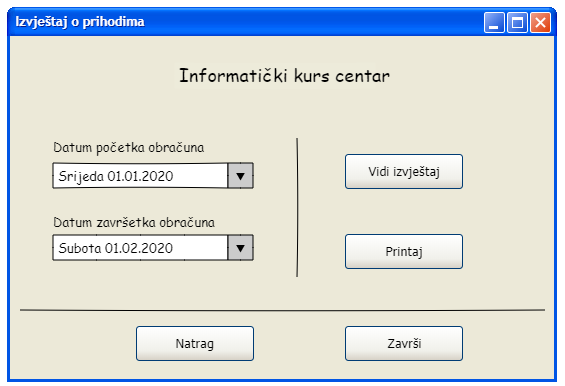 Izvještaj o prihodima
Informatički kurs centar
Datum početka obračuna
Srijeda 01.01.2020
Vidi izvještaj
Datum završetka obračuna
Subota 01.02.2020
Printaj
Natrag
Završi